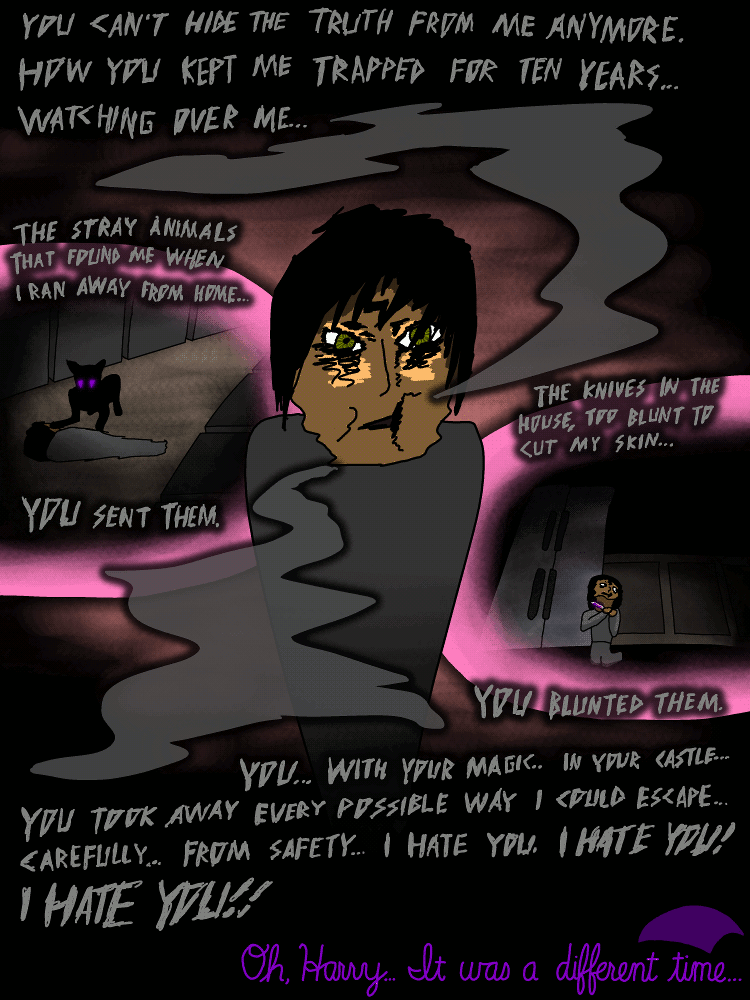 YOU CAN'T HIDE THE TRUTH FROM ME ANYMORE.
HOW YOU KEPT ME TRAPPED FOR TEN YEARS...
WATCHING OVER ME...
THE STRAY ANIMALS
THAT FOUND ME WHEN
I RAN AWAY FROM HOME...
YOU SENT THEM.
THE KNIVES IN THE
HOUSE, TOO BLUNT TO
CUT MY SKIN...
YOU BLUNTED THEM.
YOU... WITH YOUR MAGIC.. IN YOUR CASTLE...
YOU TOOK AWAY EVERY POSSIBLE WAY I COULD ESCAPE...
CAREFULLY... FROM SAFETY... I HATE YOU. I HATE YOU!
I HATE YOU!!
Oh, Harry... It was a different time...